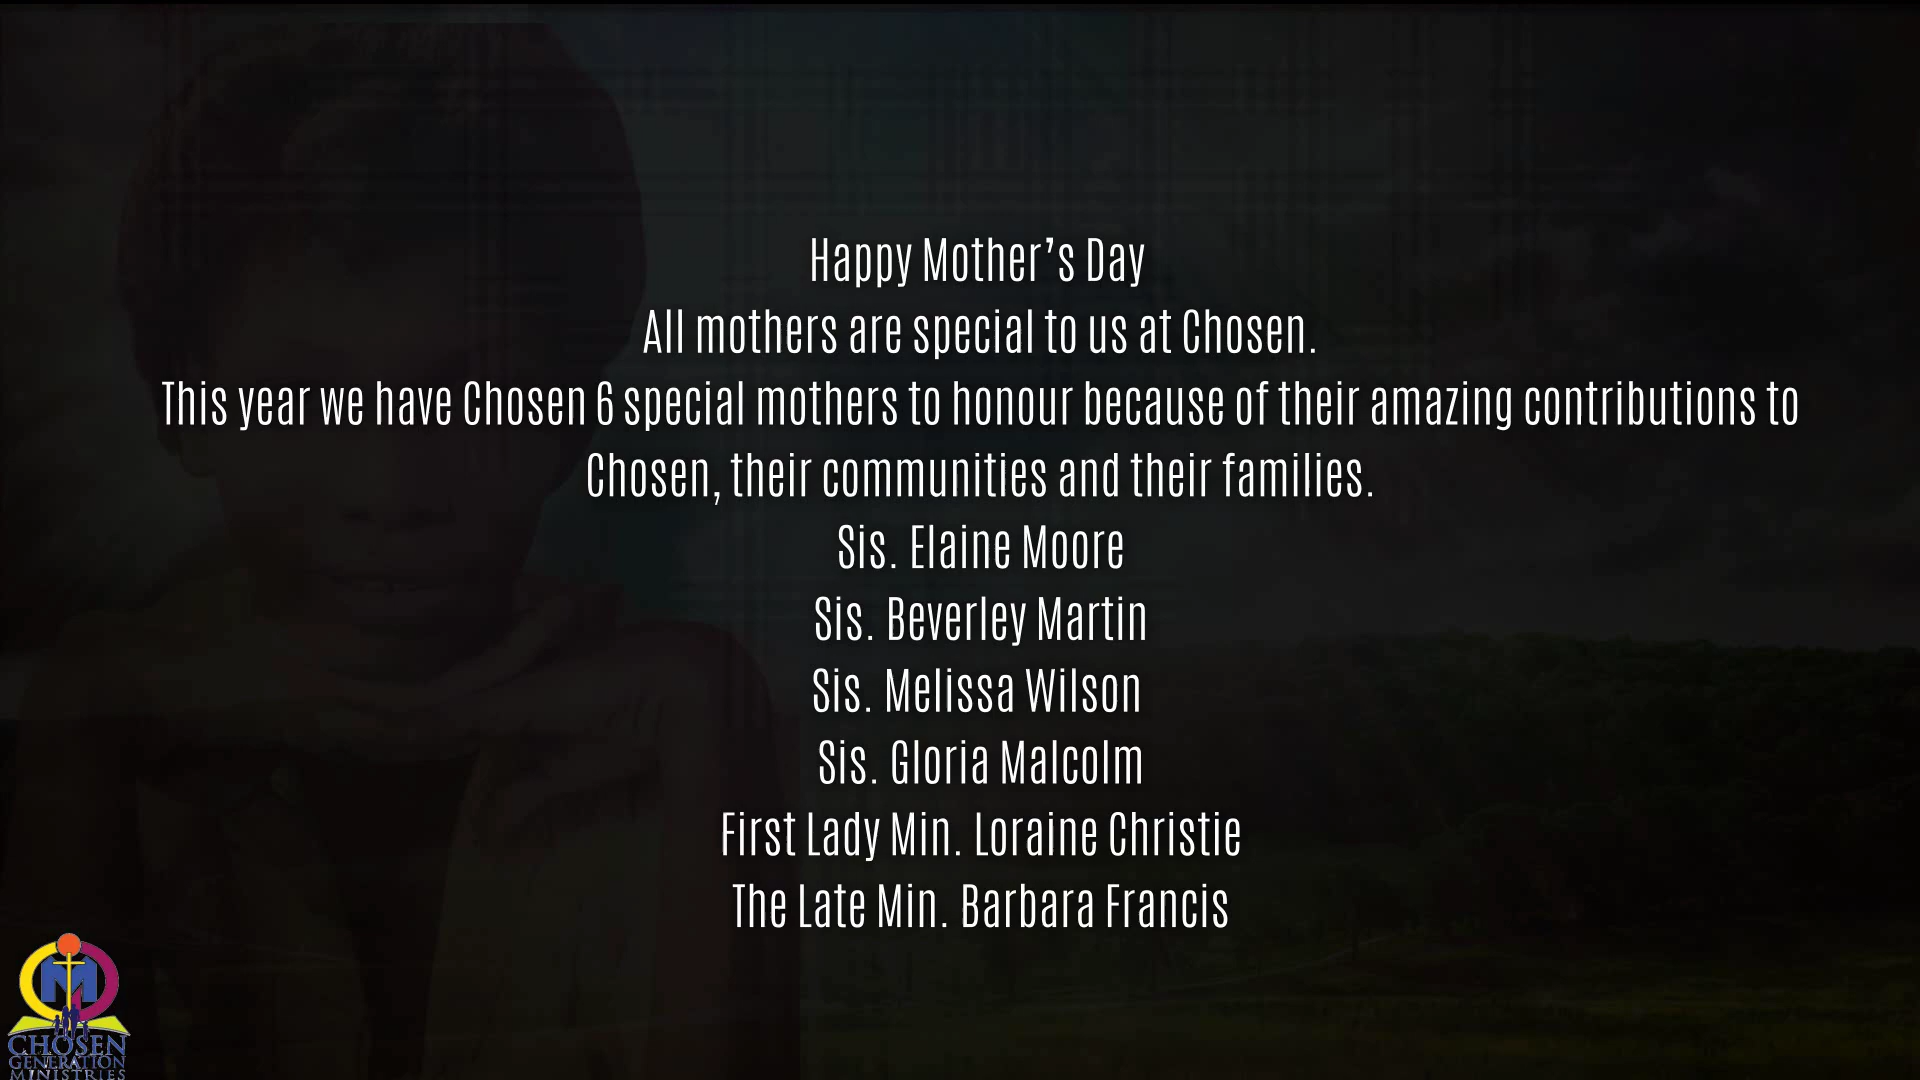 Happy Mother’s Day
All mothers are special to us at Chosen.
This year we have Chosen 6 special mothers to honour because of their amazing contributions to
Chosen, their communities and their families.
Sis. Elaine Moore
Sis. Beverley Martin
Sis. Melissa Wilson
Sis. Gloria Malcolm
First Lady Min. Loraine Christie
The Late Min. Barbara Francis
CHOSEN
GENERATION
MINISTRIES